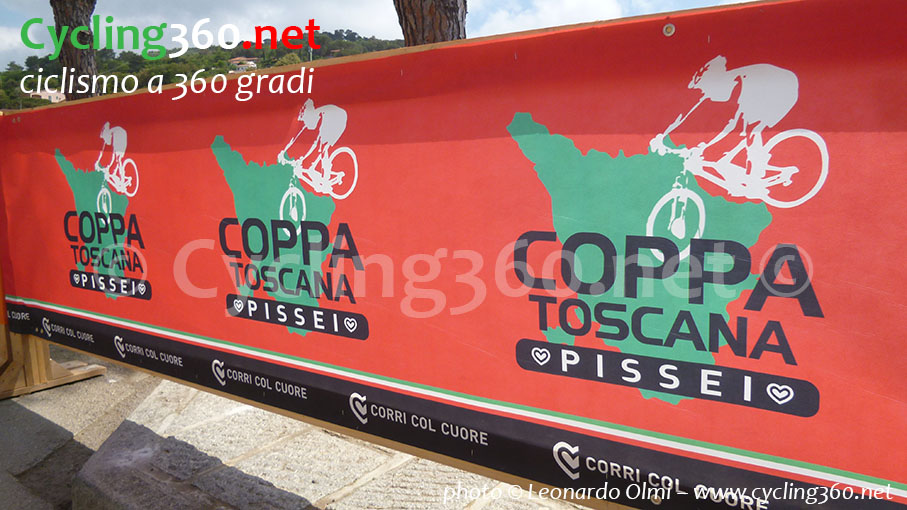 Cycling360.net
ciclismo a 360 gradi
COPPA
TOSCANA
PISSEI
COPPA
TOSCANA
PISSEI
COPPA
TOSCANA
PISSEI
© Cycling360.net ©
CUORE
CORRI COL CUORE
CORRI COL CUORE
CORRI COL CUORE
CORRI COL CUORE
CORRI COL CUORE
photo © Leonardo Olmi – www.cycling360.net